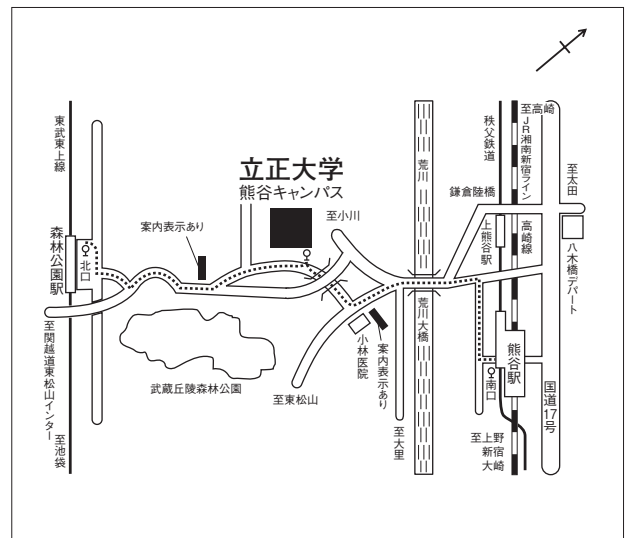 東武東上線
森林公園駅
北口
至関越道東松山インター
至池袋
案内表示あり
立正大学
熊谷キャンパス
至小川
武蔵丘陵森林公園
至東松山
小林医院
案内表示あり
至大里
荒川
荒川大橋
鎌倉陸橋
秩父鉄道
上熊谷駅
至高崎
JR湘南新宿ライン
高崎線
至太田
八木橋デパート
熊谷駅
南口
至上野
新宿
大崎
国道17号